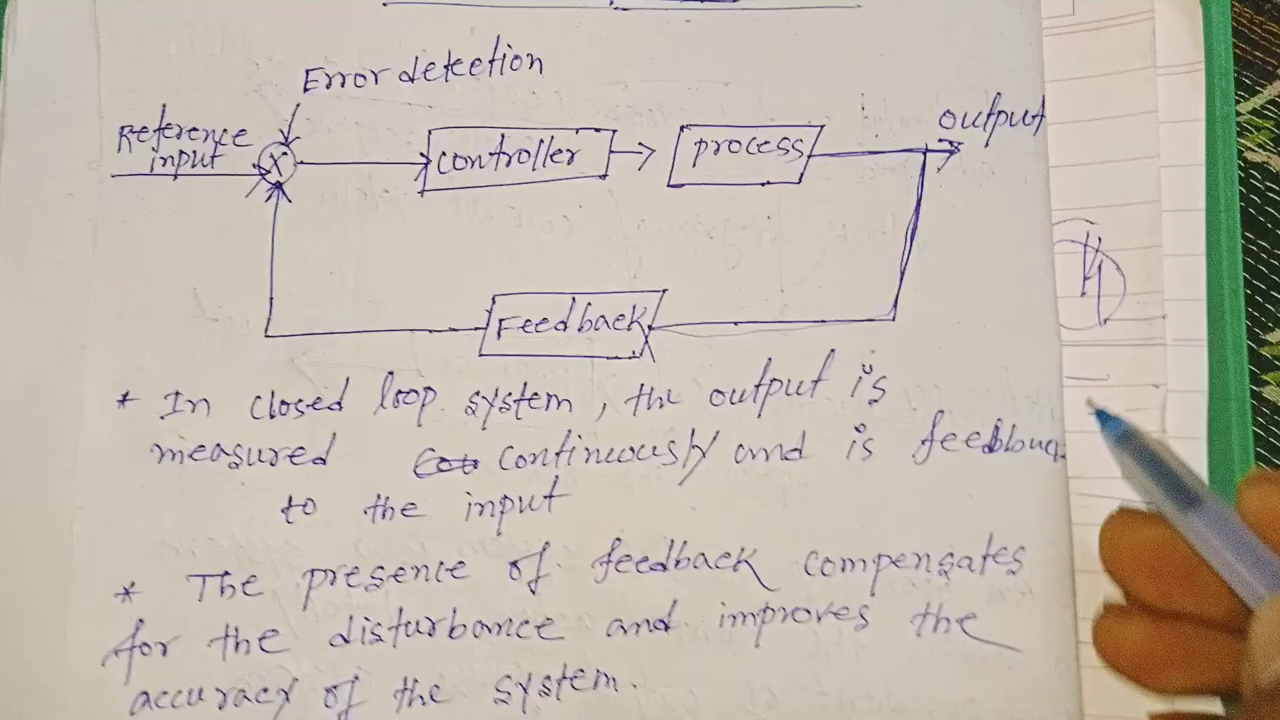 Error detection
Reference
input
X
controller
process
output
Feedback
* In closed loop system, the output is
measured continuously and is feedback
to the input
* The presence of feedback compensates
for the disturbance and improves the
accuracy of the system.